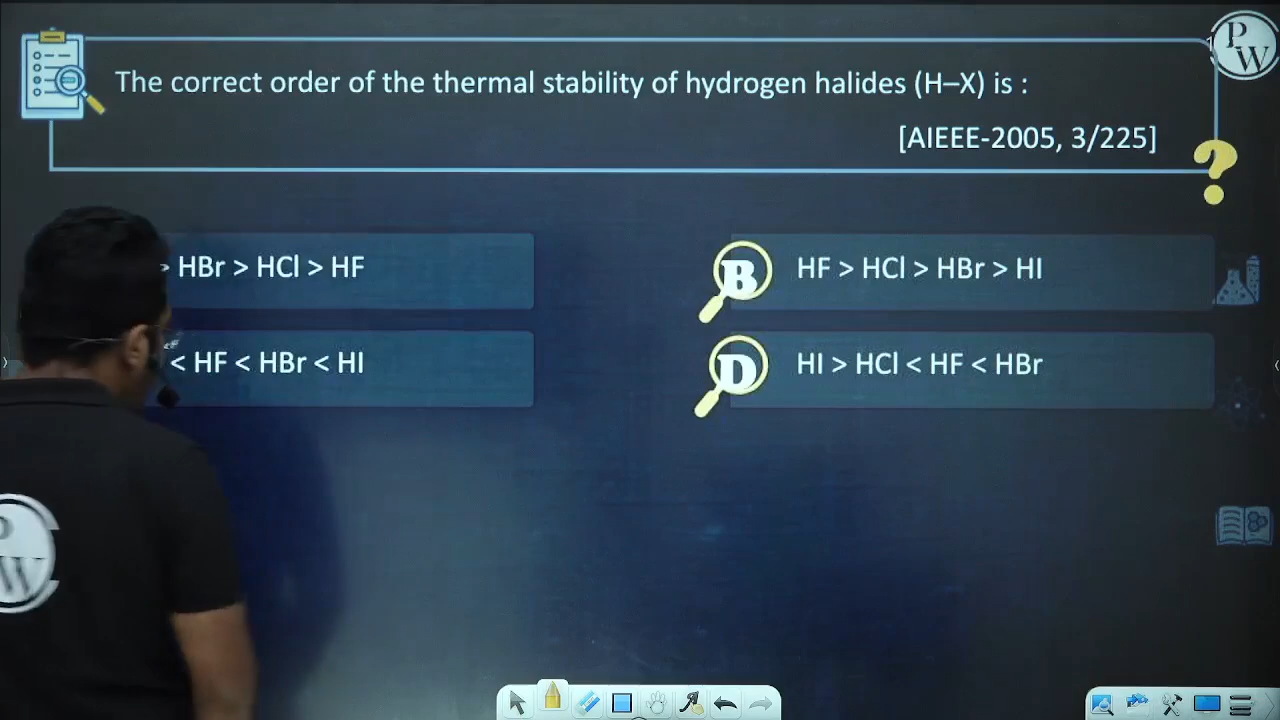 The correct order of the thermal stability of hydrogen halides (H–X) is :
[AIEEE-2005, 3/225]
> HBr > HCl > HF
B HF > HCl > HBr > HI
< HF < HBr < HI
D HI > HCl < HF < HBr
P
W
P
W